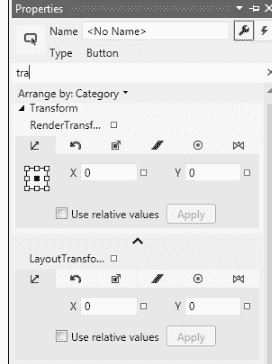 Properties
Name <No Name>
Type Button
tra
Arrange by: Category
Transform
RenderTransf...
X 0 Y 0
Use relative values Apply
LayoutTransfo...
X 0 Y 0
Use relative values Apply